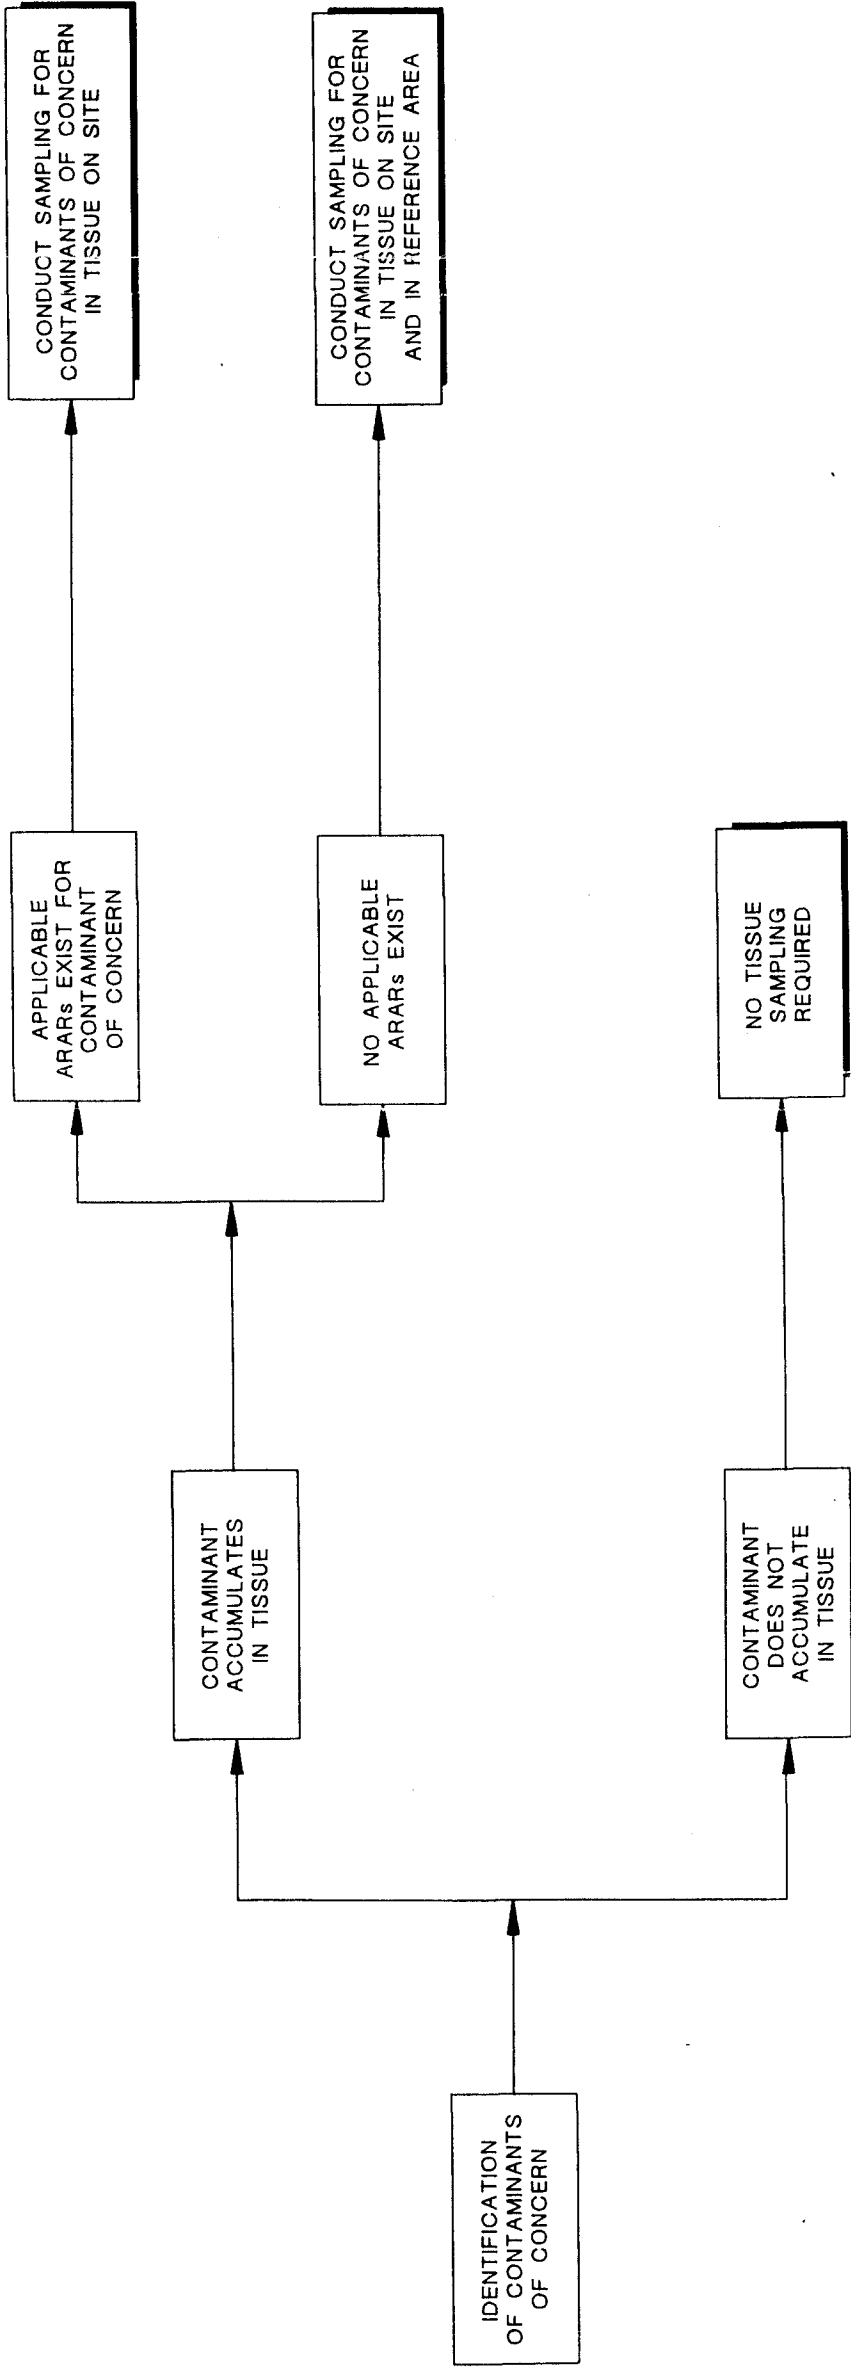 IDENTIFICATION
OF CONTAMINANTS
OF CONCERN
CONTAMINANT
ACCUMULATES
IN TISSUE
CONTAMINANT
DOES NOT
ACCUMULATE
IN TISSUE
APPLICABLE
ARARs EXIST FOR
CONTAMINANT
OF CONCERN
NO APPLICABLE
ARARs EXIST
NO TISSUE
SAMPLING
REQUIRED
CONDUCT SAMPLING FOR
CONTAMINANTS OF CONCERN
IN TISSUE ON SITE
CONDUCT SAMPLING FOR
CONTAMINANTS OF CONCERN
IN TISSUE ON SITE
AND IN REFERENCE AREA